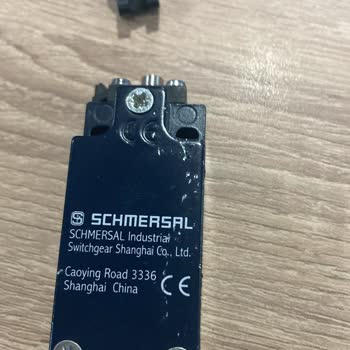 SCHMERSAL
SCHMERSAL Industrial
Switchgear Shanghai Co., Ltd.
Caoying Road 3336
Shanghai China
CE